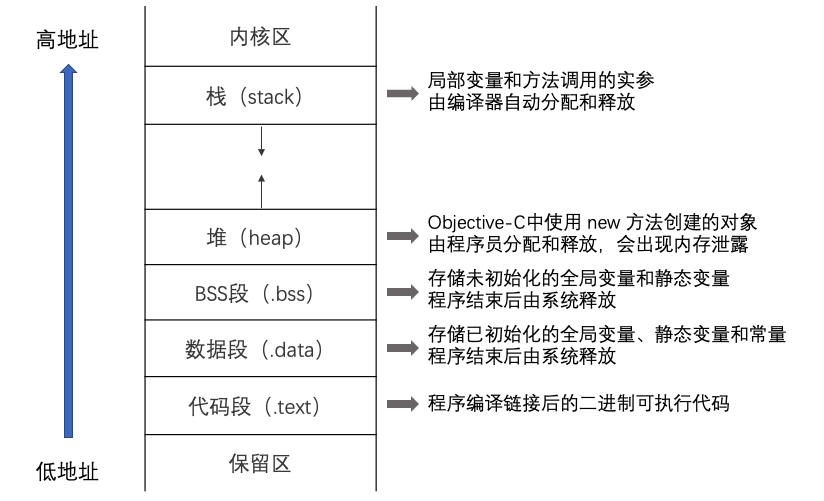 高地址
内核区
栈（stack）
局部变量和方法调用的实参
由编译器自动分配和释放
堆（heap）
Objective-C中使用 new 方法创建的对象
由程序员分配和释放，会出现内存泄露
BSS段（.bss）
存储未初始化的全局变量和静态变量
程序结束后由系统释放
数据段（.data）
存储已初始化的全局变量、静态变量和常量
程序结束后由系统释放
代码段（.text）
程序编译链接后的二进制可执行代码
保留区
低地址